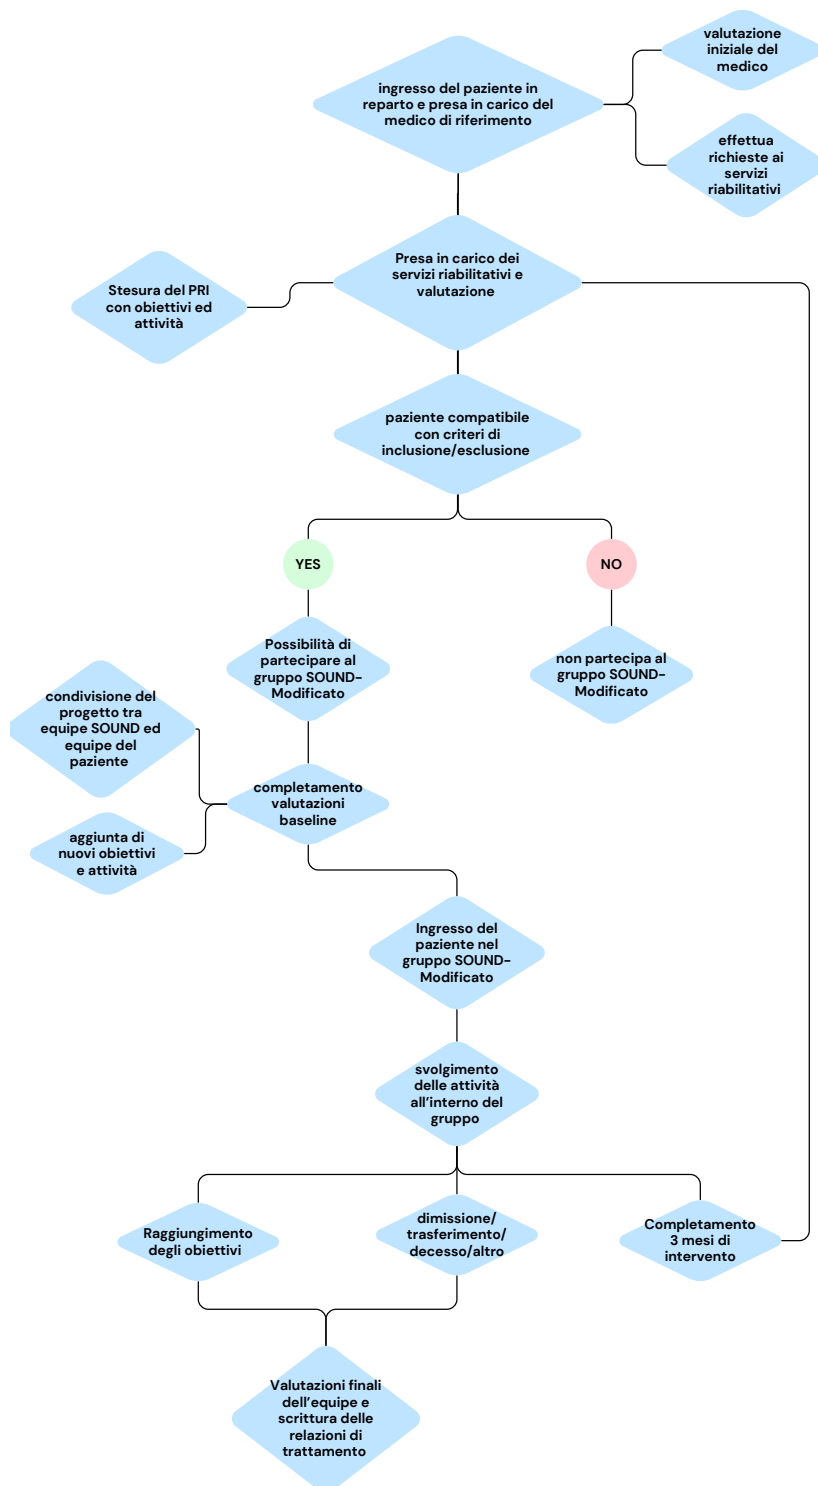 valutazione
iniziale del
medico
ingresso del paziente in
reparto e presa in carico del
medico di riferimento
effettua
richieste ai
servizi
riabilitativi
Presa in carico dei
servizi riabilitativi e
valutazione
Stesura del PRI
con obiettivi ed
attività
paziente compatibile
con criteri di
inclusione/esclusione
YES
NO
Possibilità di
partecipare al
gruppo SOUND-
Modificato
non partecipa al
gruppo SOUND-
Modificato
condivisione del
progetto tra
equipe SOUND ed
equipe del
paziente
completamento
valutazioni
baseline
aggiunta di
nuovi obiettivi
e attività
Ingresso del
paziente nel
gruppo SOUND-
Modificato
svolgimento
delle attività
all'interno del
gruppo
Raggiungimento
degli obiettivi
dimissione/
trasferimento/
decesso/altro
Completamento
3 mesi di
intervento
Valutazioni finali
dell'equipe e
scrittura delle
relazioni di
trattamento